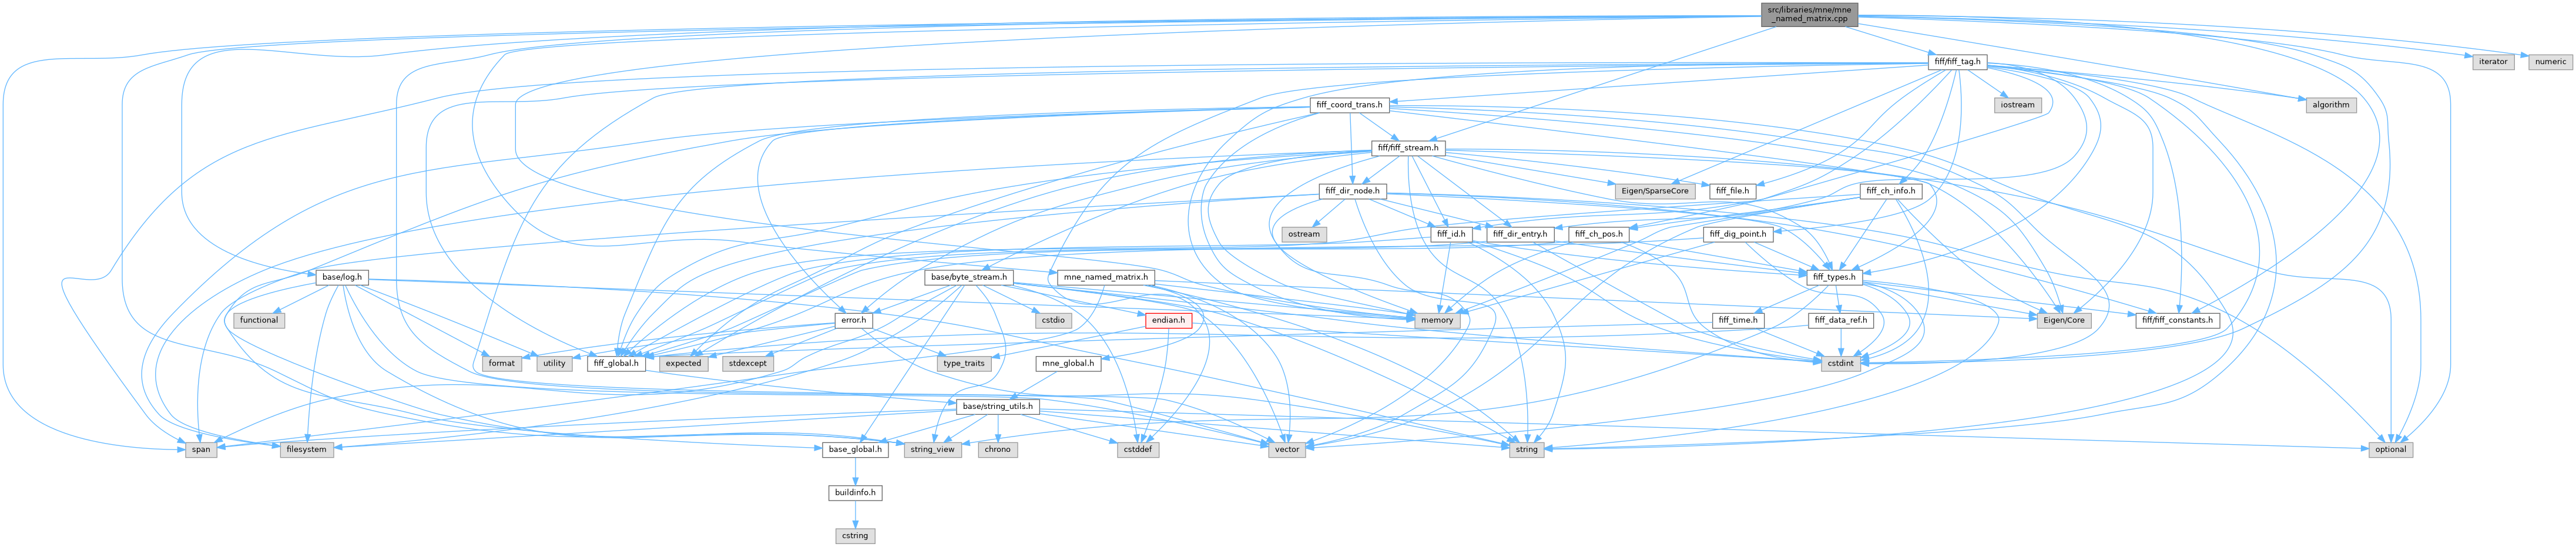 src/libraries/mne/mne
_named_matrix.cpp
fiff/fiff_tag.h
iterator
numeric
fiff_coord_trans.h
iostream
algorithm
fiff/fiff_stream.h
fiff_dir_node.h
Eigen/SparseCore
fiff_file.h
fiff_ch_info.h
ostream
fiff_id.h
fiff_dir_entry.h
fiff_ch_pos.h
fiff_dig_point.h
base/log.h
base/byte_stream.h
mne_named_matrix.h
fiff_types.h
functional
error.h
cstdio
endian.h
memory
fiff_time.h
fiff_data_ref.h
Eigen/Core
fiff/fiff_constants.h
format
utility
fiff_global.h
expected
stdexcept
type_traits
mne_global.h
cstdint
base/string_utils.h
span
filesystem
base_global.h
string_view
chrono
cstddef
vector
string
optional
buildinfo.h
cstring